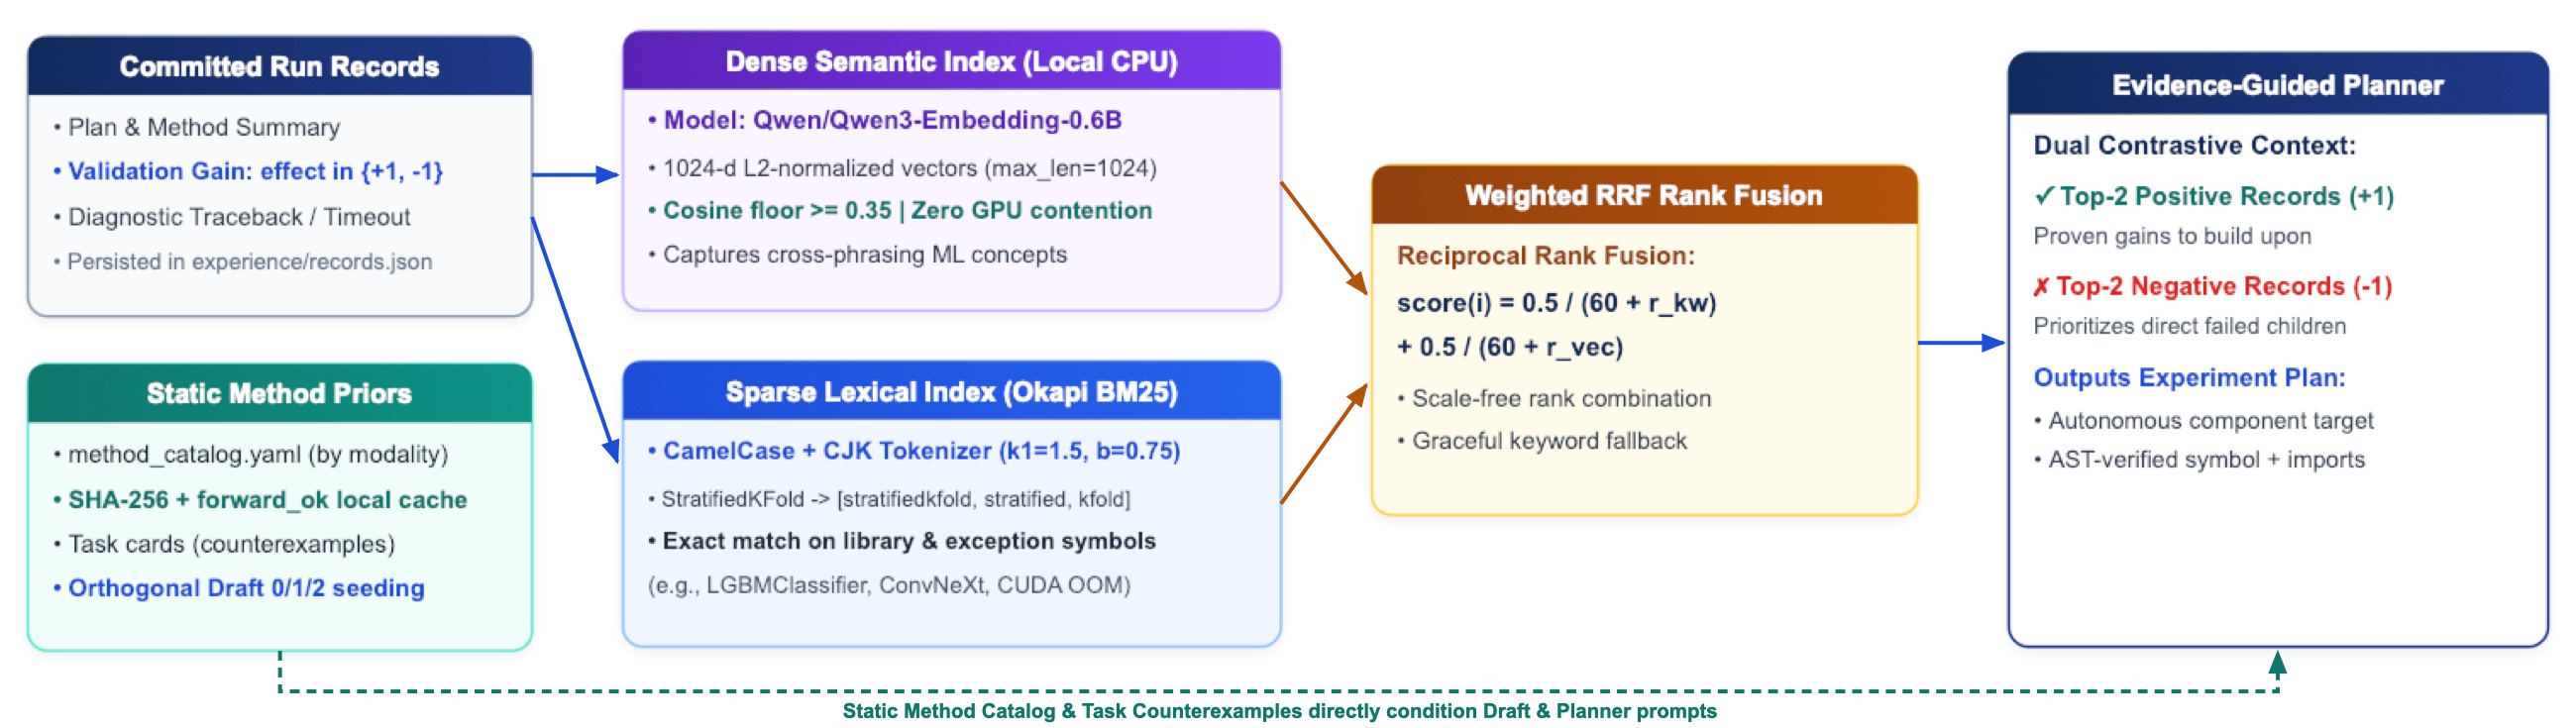 Committed Run Records
• Plan & Method Summary
• Validation Gain: effect in {+1, -1}
• Diagnostic Traceback / Timeout
• Persisted in experience/records.json
Static Method Priors
• method_catalog.yaml (by modality)
• SHA-256 + forward_ok local cache
• Task cards (counterexamples)
• Orthogonal Draft 0/1/2 seeding
Dense Semantic Index (Local CPU)
• Model: Qwen/Qwen3-Embedding-0.6B
• 1024-d L2-normalized vectors (max_len=1024)
• Cosine floor >= 0.35 | Zero GPU contention
• Captures cross-phrasing ML concepts
Sparse Lexical Index (Okapi BM25)
• CamelCase + CJK Tokenizer (k1=1.5, b=0.75)
• StratifiedKFold -> [stratifiedkfold, stratified, kfold]
• Exact match on library & exception symbols
(e.g., LGBMClassifier, ConvNeXt, CUDA OOM)
Weighted RRF Rank Fusion
Reciprocal Rank Fusion:
score(i) = 0.5 / (60 + r_kw)
+ 0.5 / (60 + r_vec)
• Scale-free rank combination
• Graceful keyword fallback
Evidence-Guided Planner
Dual Contrastive Context:
✓ Top-2 Positive Records (+1)
Proven gains to build upon
✗ Top-2 Negative Records (-1)
Prioritizes direct failed children
Outputs Experiment Plan:
• Autonomous component target
• AST-verified symbol + imports
Static Method Catalog & Task Counterexamples directly condition Draft & Planner prompts